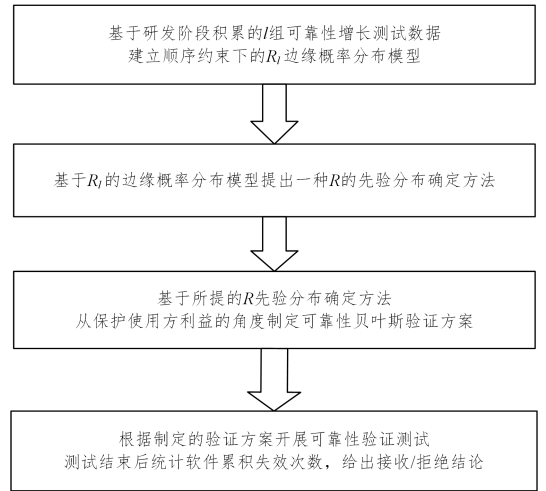 基于研发阶段积累的l组可靠性增长测试数据
建立顺序约束下的Rl边缘概率分布模型
基于Rl的边缘概率分布模型提出一种R的先验分布确定方法
基于所提的R先验分布确定方法
从保护使用方利益的角度制定可靠性贝叶斯验证方案
根据制定的验证方案开展可靠性验证测试
测试结束后统计软件累积失效次数，给出接收/拒绝结论